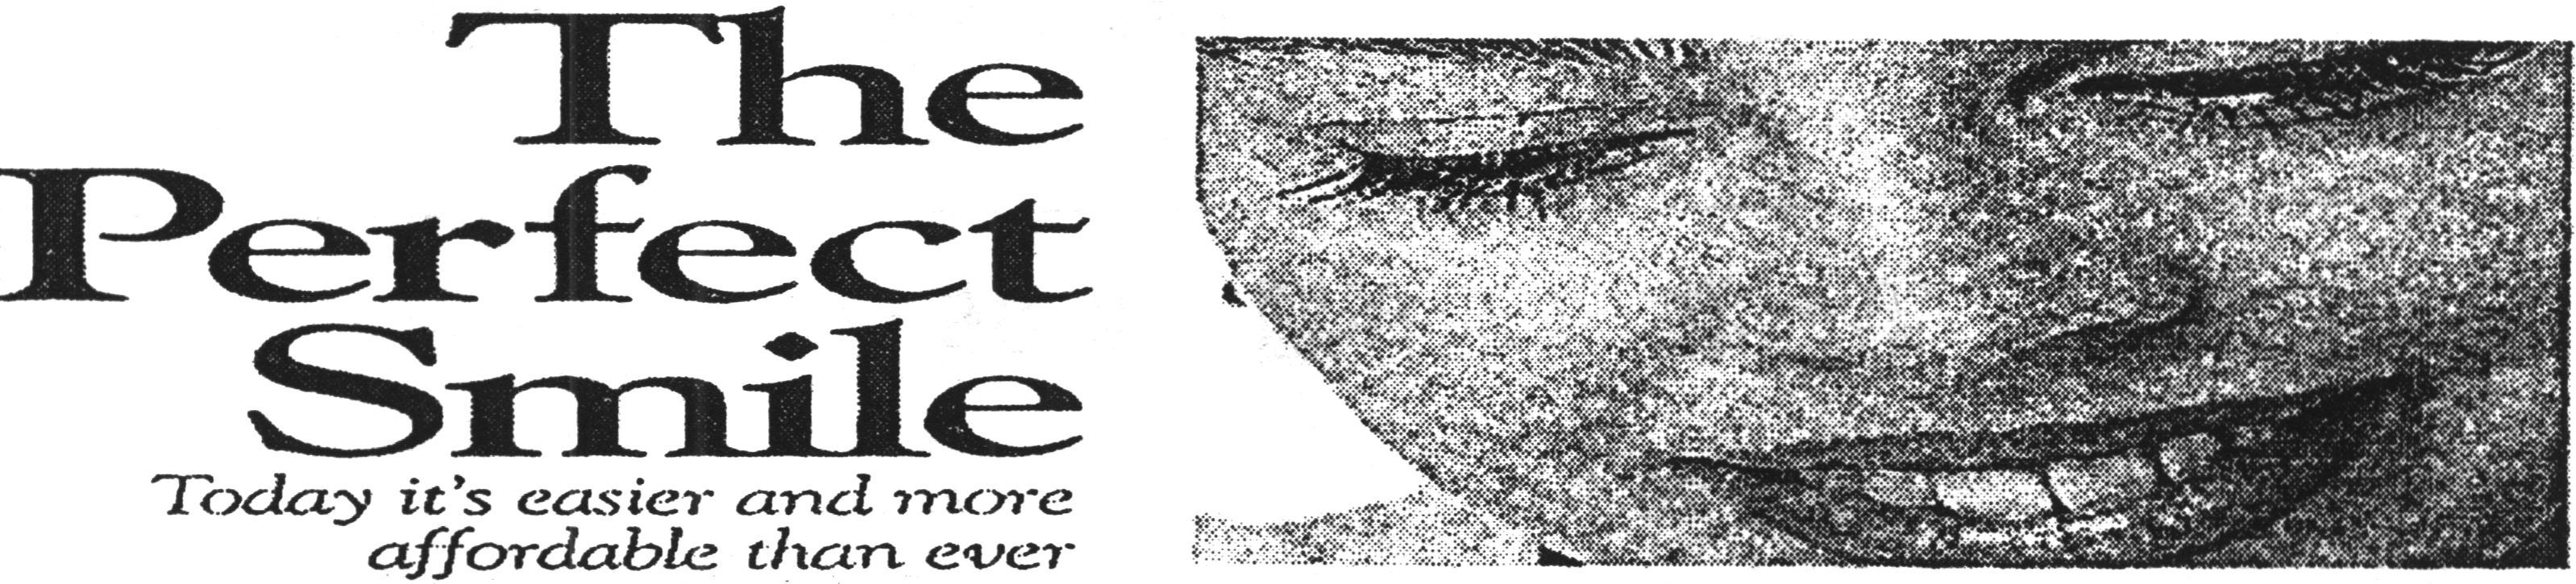 The
Perfect
Smile
Today it's easier and more
affordable than ever